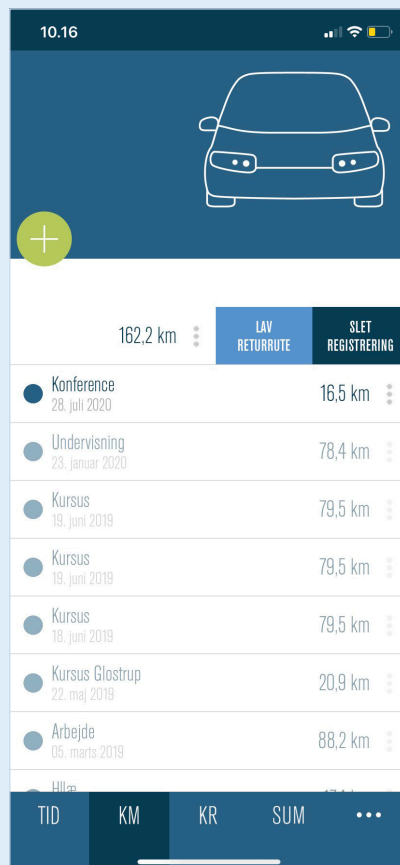 10.16
162,2 km
LAV
RETURRUTE
SLET
REGISTRERING
Konference
28. juli 2020
16,5 km
Undervisning
23. januar 2020
78,4 km
Kursus
19. juni 2019
79,5 km
Kursus
19. juni 2019
79,5 km
Kursus
18. juni 2019
79,5 km
Kursus Glostrup
22. maj 2019
20,9 km
Arbejde
05. marts 2019
88,2 km
TID
KM
KR
SUM